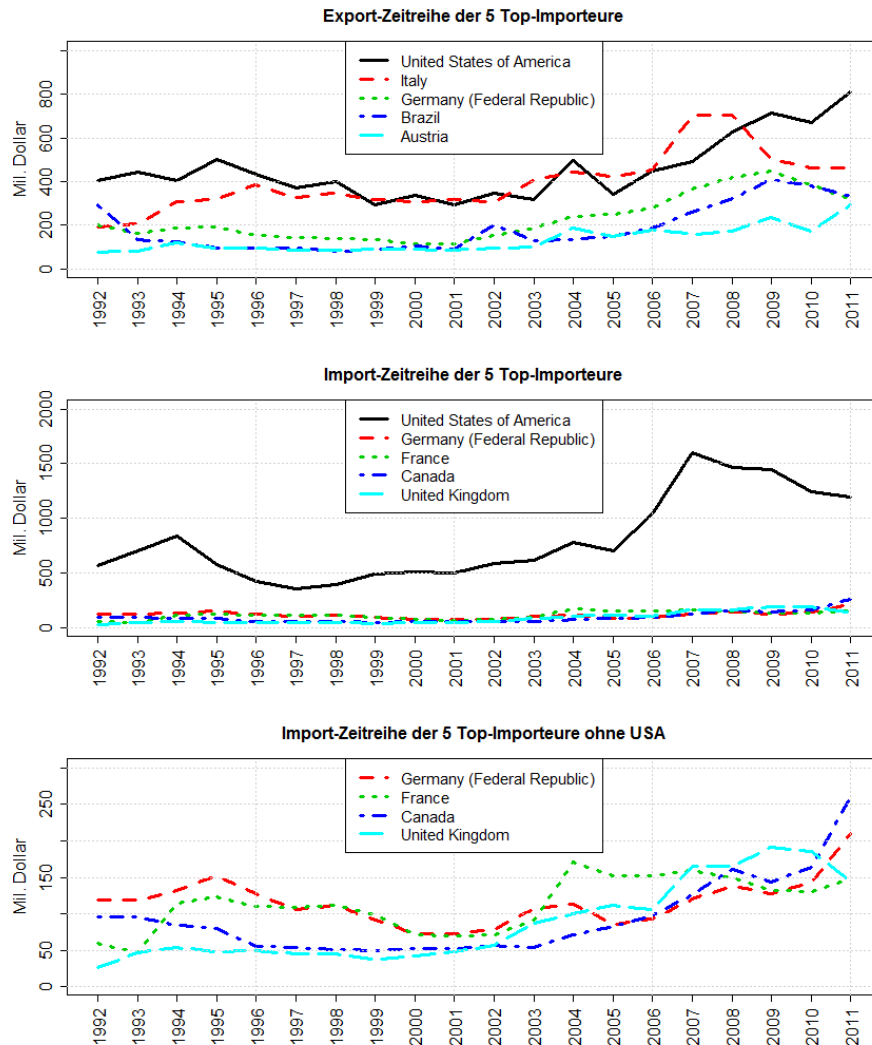 Export-Zeitreihe der 5 Top-Importeure
Mil. Dollar
0
200
400
600
800
United States of America
Italy
Germany (Federal Republic)
Brazil
Austria
1992 1993 1994 1995 1996 1997 1998 1999 2000 2001 2002 2003 2004 2005 2006 2007 2008 2009 2010 2011
Import-Zeitreihe der 5 Top-Importeure
Mil. Dollar
0
500
1000
1500
2000
United States of America
Germany (Federal Republic)
France
Canada
United Kingdom
1992 1993 1994 1995 1996 1997 1998 1999 2000 2001 2002 2003 2004 2005 2006 2007 2008 2009 2010 2011
Import-Zeitreihe der 5 Top-Importeure ohne USA
Mil. Dollar
0
50
150
250
Germany (Federal Republic)
France
Canada
United Kingdom
1992 1993 1994 1995 1996 1997 1998 1999 2000 2001 2002 2003 2004 2005 2006 2007 2008 2009 2010 2011